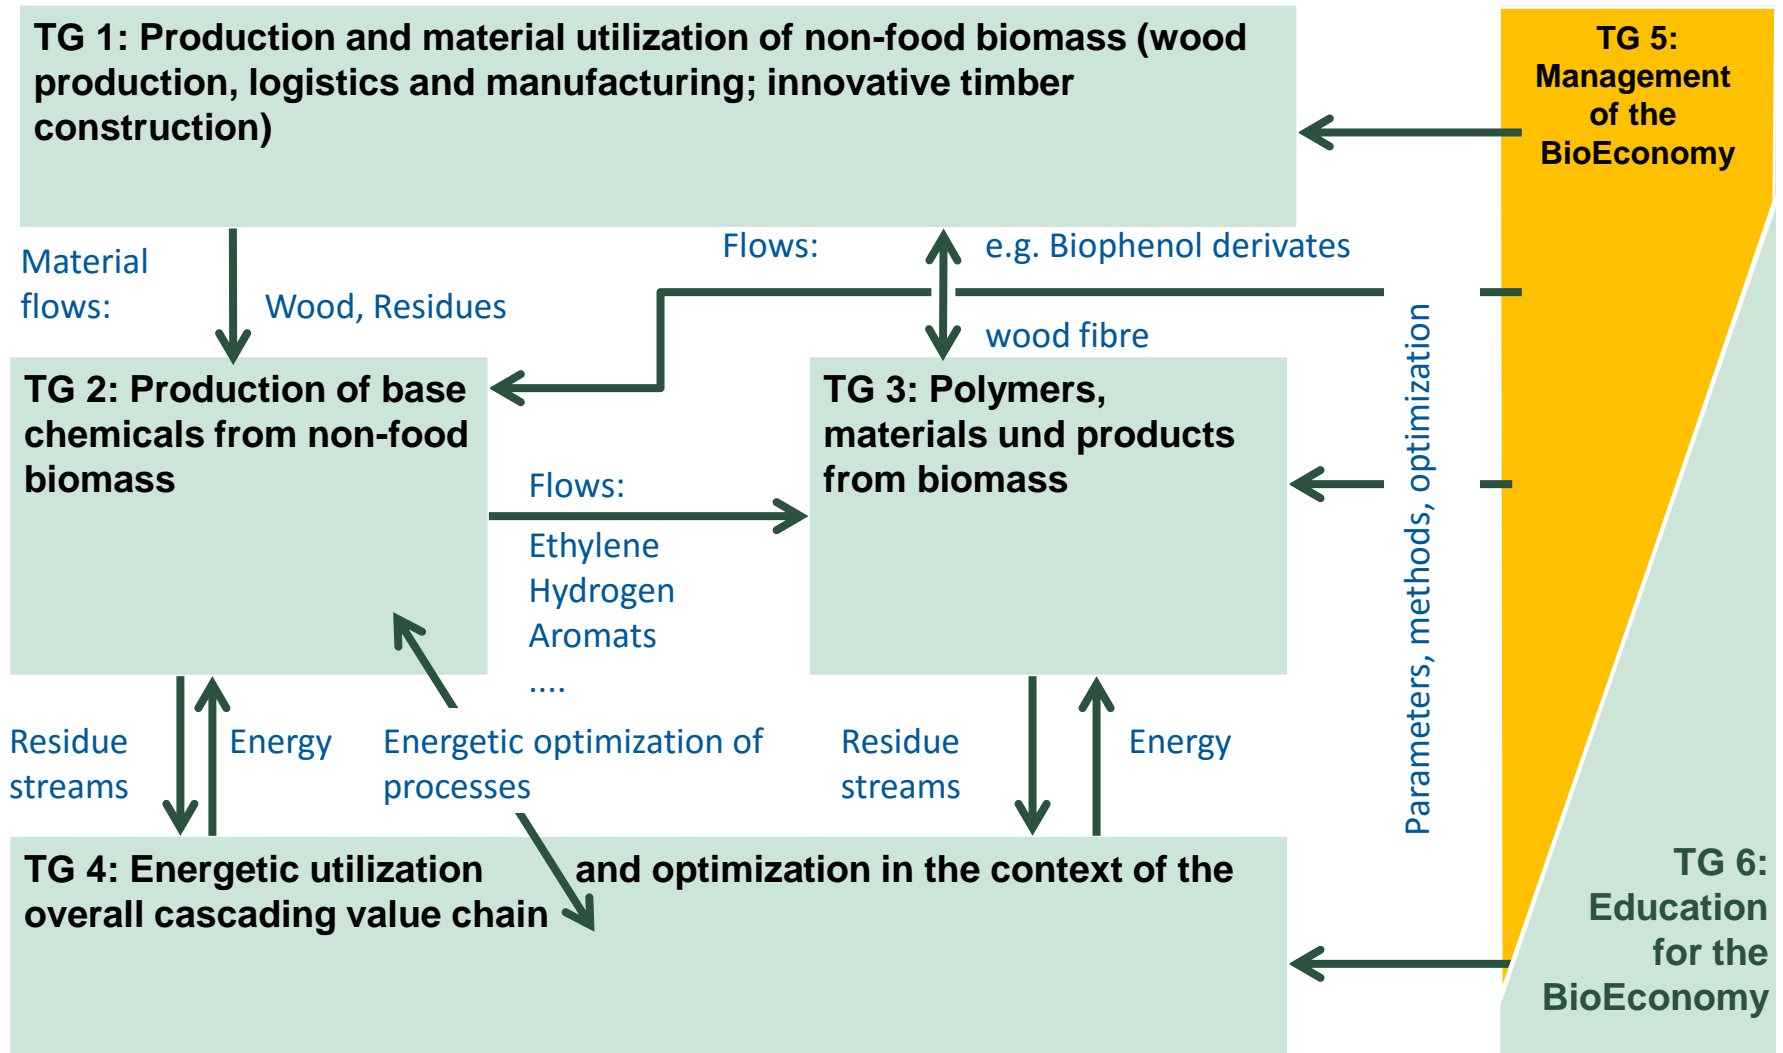 TG 1: Production and material utilization of non-food biomass (wood
production, logistics and manufacturing; innovative timber
construction)
TG 5:
Management
of the
BioEconomy
Material
flows:
Wood, Residues
Flows:
e.g. Biophenol derivates
wood fibre
TG 2: Production of base
chemicals from non-food
biomass
Flows:
Ethylene
Hydrogen
Aromats
....
TG 3: Polymers,
materials und products
from biomass
Parameters, methods, optimization
Residue
streams
Energy
Energetic optimization of
processes
Residue
streams
Energy
TG 4: Energetic utilization and optimization in the context of the
overall cascading value chain
TG 6:
Education
for the
BioEconomy